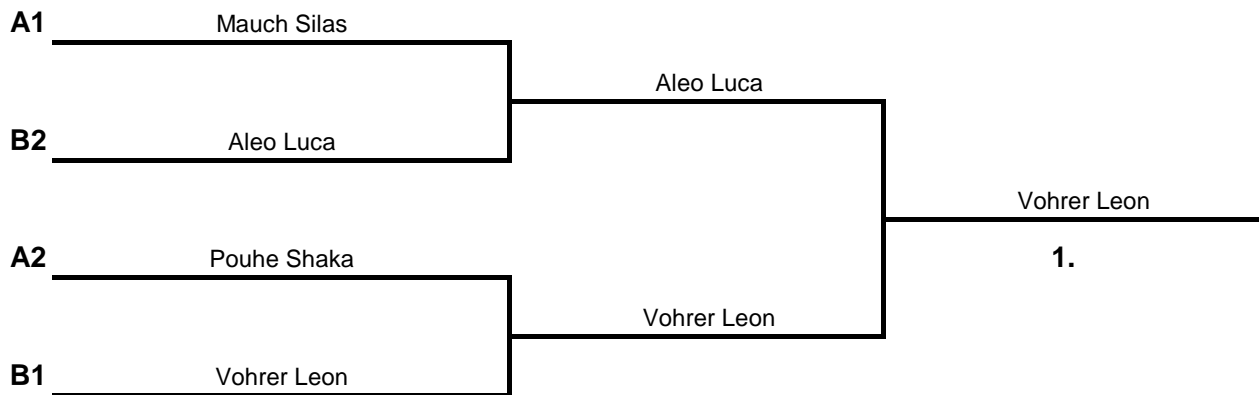 A1 Mauch Silas
Aleo Luca
B2 Aleo Luca
Vohrer Leon
A2 Pouhe Shaka
1.
Vohrer Leon
B1 Vohrer Leon